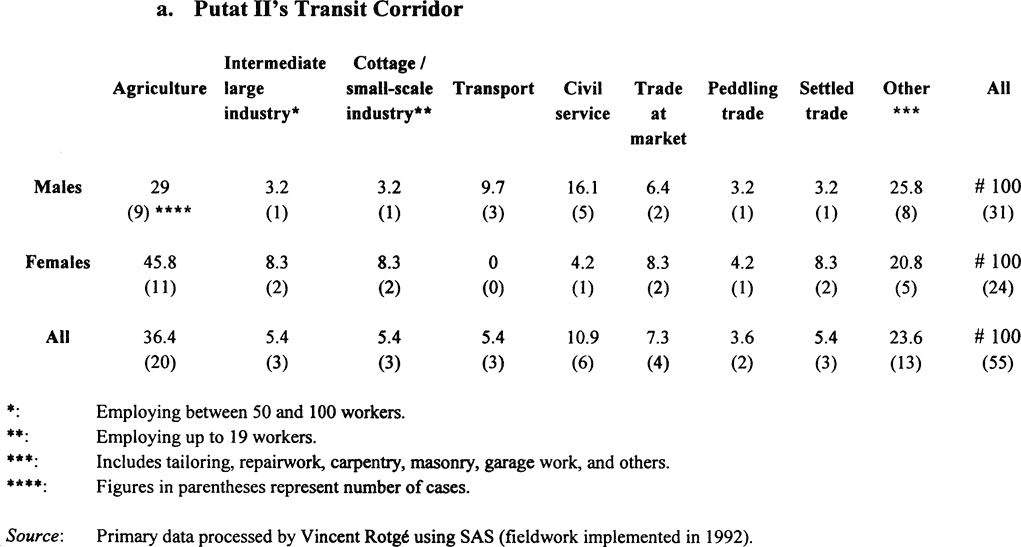 a. Putat II's Transit Corridor
Intermediate Cottage /
Agriculture large small-scale Transport Civil Trade Peddling Settled Other All
industry* industry** service at trade trade ***
market
Males 29 3.2 3.2 9.7 16.1 6.4 3.2 3.2 25.8 # 100
(9) **** (1) (1) (3) (5) (2) (1) (1) (8) (31)
Females 45.8 8.3 8.3 0 4.2 8.3 4.2 8.3 20.8 # 100
(11) (2) (2) (0) (1) (2) (1) (2) (5) (24)
All 36.4 5.4 5.4 5.4 10.9 7.3 3.6 5.4 23.6 # 100
(20) (3) (3) (3) (6) (4) (2) (3) (13) (55)
*: Employing between 50 and 100 workers.
**: Employing up to 19 workers.
***: Includes tailoring, repairwork, carpentry, masonry, garage work, and others.
****: Figures in parentheses represent number of cases.
Source: Primary data processed by Vincent Rotgé using SAS (fieldwork implemented in 1992).